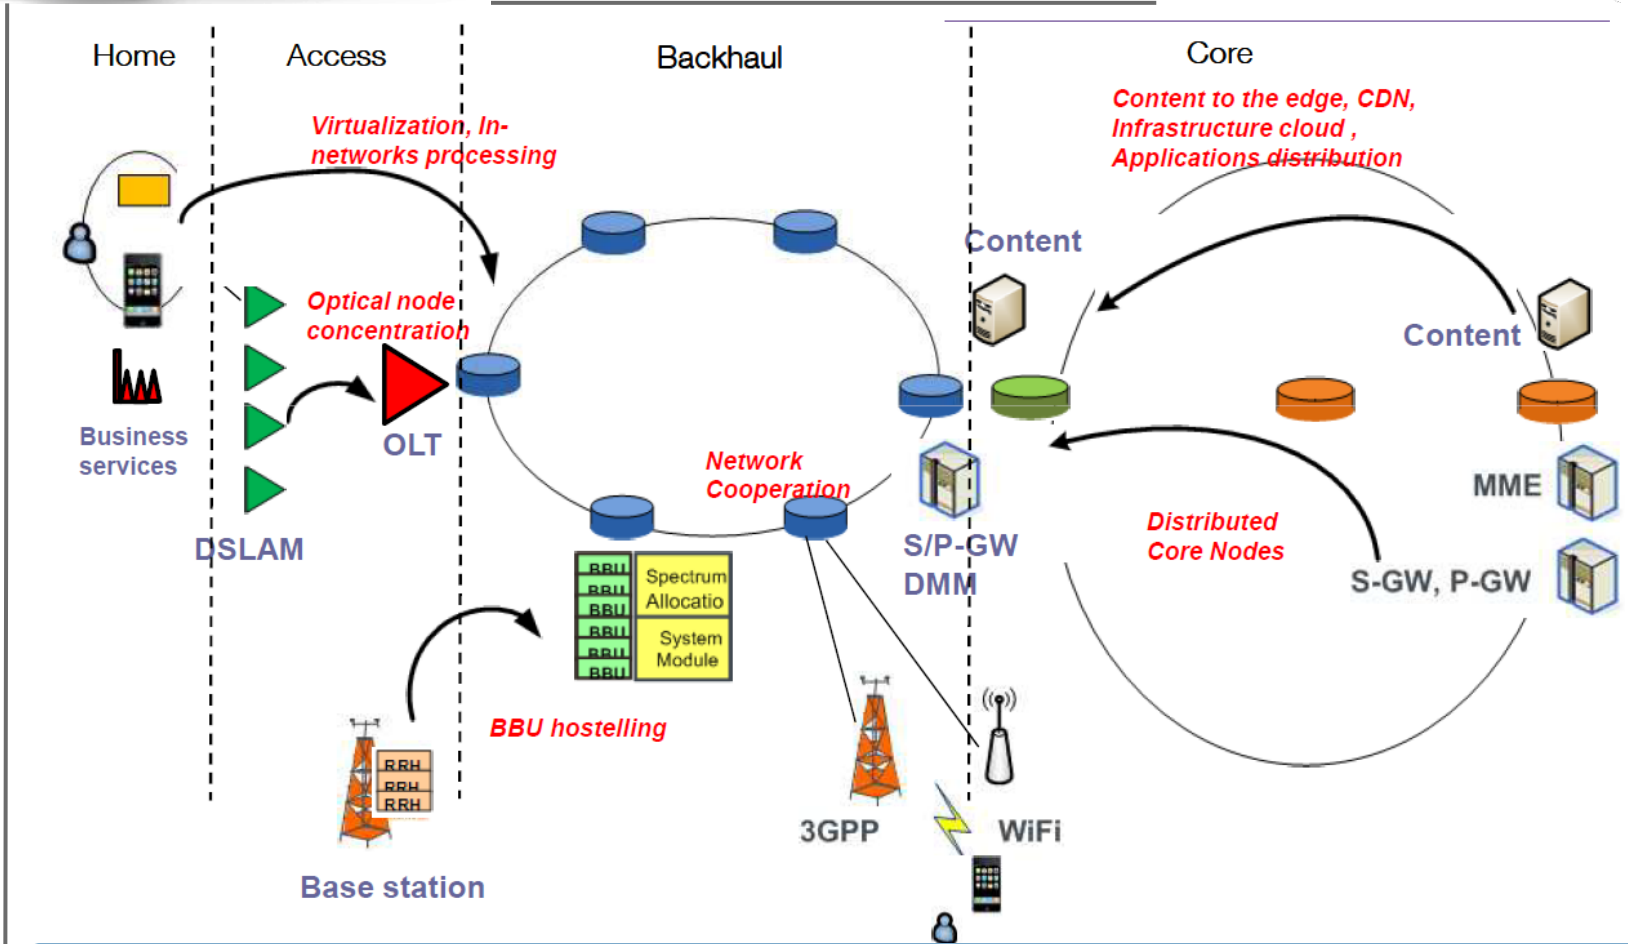 Home
Access
Backhaul
Core
Virtualization, In-
networks processing
Content to the edge, CDN,
Infrastructure cloud ,
Applications distribution
Content
Optical node
concentration
Content
Business
services
OLT
Network
Cooperation
MME
DSLAM
S/P-GW
DMM
Distributed
Core Nodes
S-GW, P-GW
BBU
BBU
BBU
BBU
BBU
BBU
Spectrum
Allocatio
System
Module
BBU hostelling
RRH
RRH
RRH
3GPP
WiFi
Base station